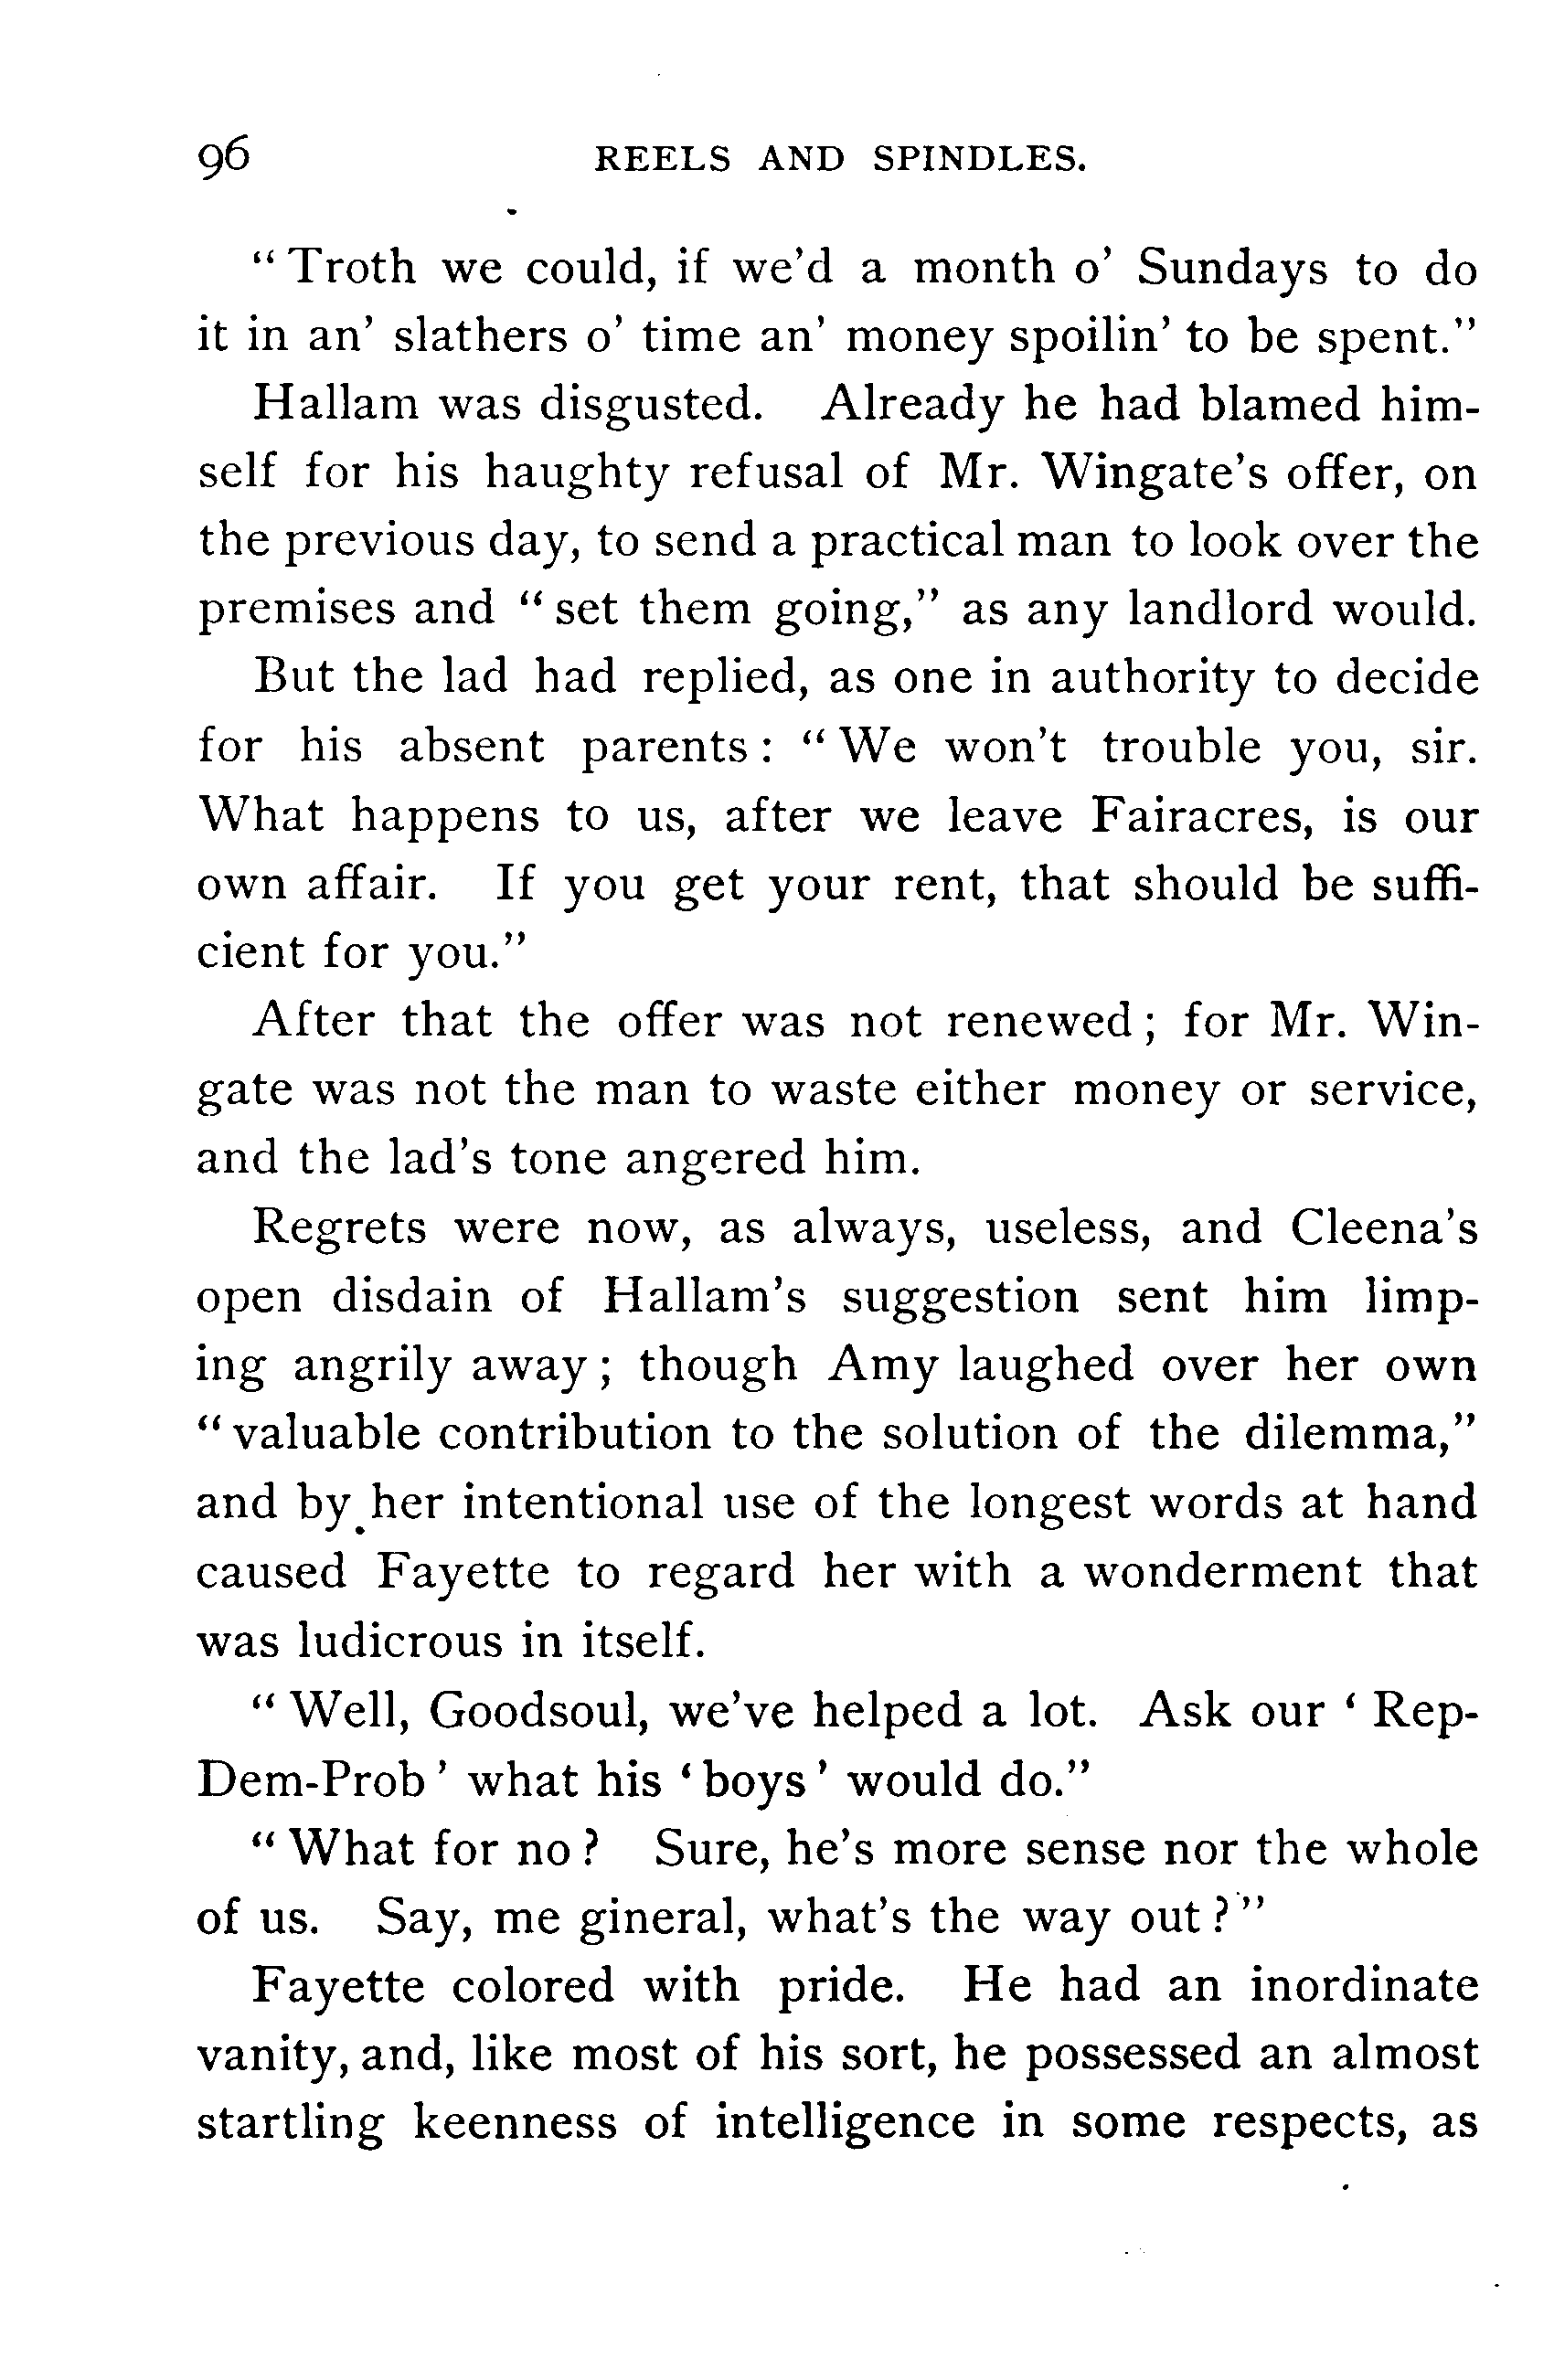 96 REELS AND SPINDLES.
“Troth we could, if we’d a month o’ Sundays to do
it in an’ slathers o’ time an’ money spoilin’ to be spent.”
Hallam was disgusted. Already he had blamed him-
self for his haughty refusal of Mr. Wingate’s offer, on
the previous day, to send a practical man to look over the
premises and “set them going,” as any landlord would.
But the lad had replied, as one in authority to decide
for his absent parents: “We won’t trouble you, sir.
What happens to us, after we leave Fairacres, is our
own affair. If you get your rent, that should be suffi-
cient for you.”
After that the offer was not renewed; for Mr. Win-
gate was not the man to waste either money or service,
and the lad’s tone angered him.
Regrets were now, as always, useless, and Cleena’s
open disdain of Hallam’s suggestion sent him limp-
ing angrily away; though Amy laughed over her own
“valuable contribution to the solution of the dilemma,”
and by her intentional use of the longest words at hand
caused Fayette to regard her with a wonderment that
was ludicrous in itself.
“Well, Goodsoul, we’ve helped a lot. Ask our ‘Rep-
Dem-Prob’ what his ‘boys’ would do.”
“What for no? Sure, he’s more sense nor the whole
of us. Say, me gineral, what’s the way out?”
Fayette colored with pride. He had an inordinate
vanity, and, like most of his sort, he possessed an almost
startling keenness of intelligence in some respects, as